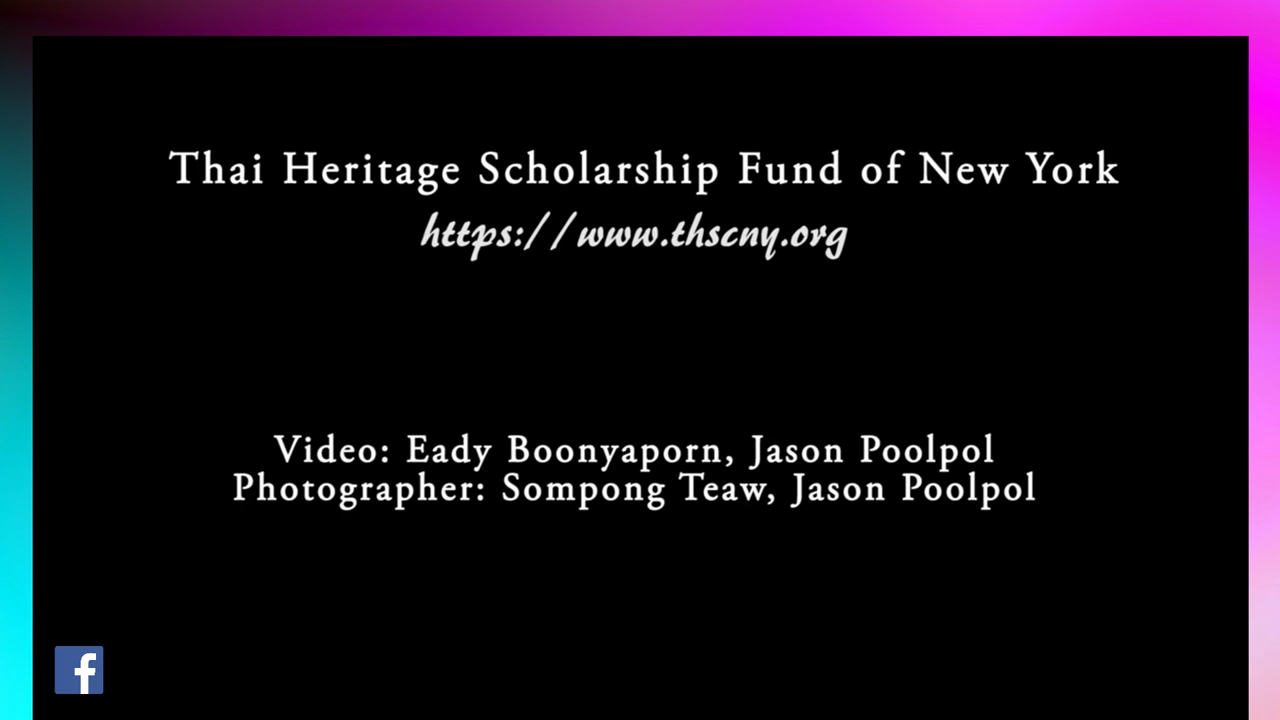 Thai Heritage Scholarship Fund of New York
https://www.thscny.org
Video: Eady Boonyaporn, Jason Poolpol
Photographer: Sompong Teaw, Jason Poolpol
f